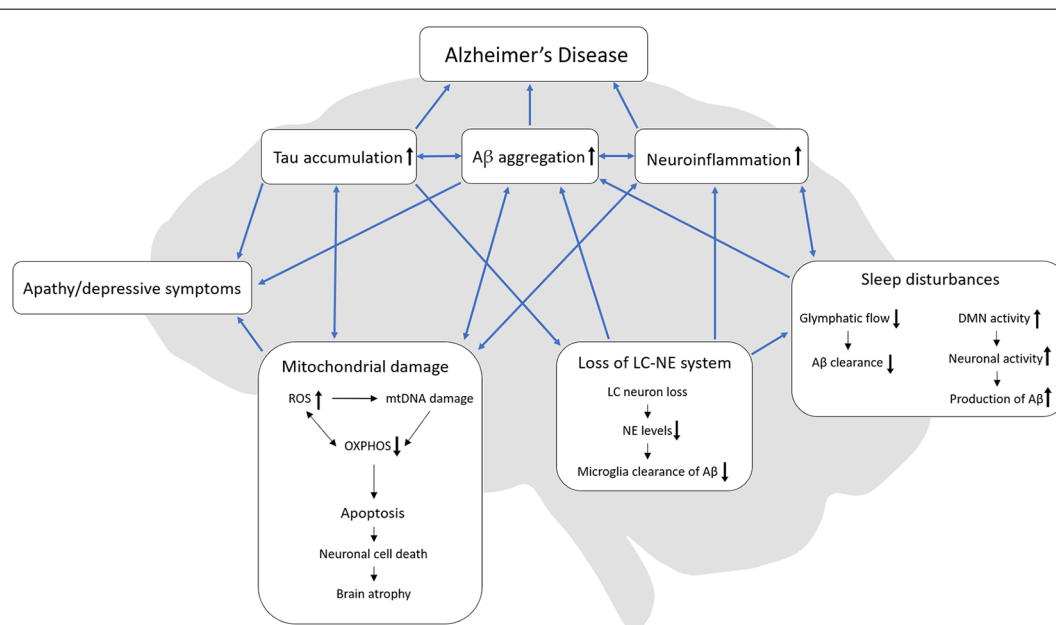 Alzheimer’s Disease
Tau accumulation
Aβ aggregation
Neuroinflammation
Apathy/depressive symptoms
Mitochondrial damage
ROS
mtDNA damage
OXPHOS
Apoptosis
Neuronal cell death
Brain atrophy
Loss of LC-NE system
LC neuron loss
NE levels
Microglia clearance of Aβ
Sleep disturbances
Glymphatic flow
Aβ clearance
DMN activity
Neuronal activity
Production of Aβ